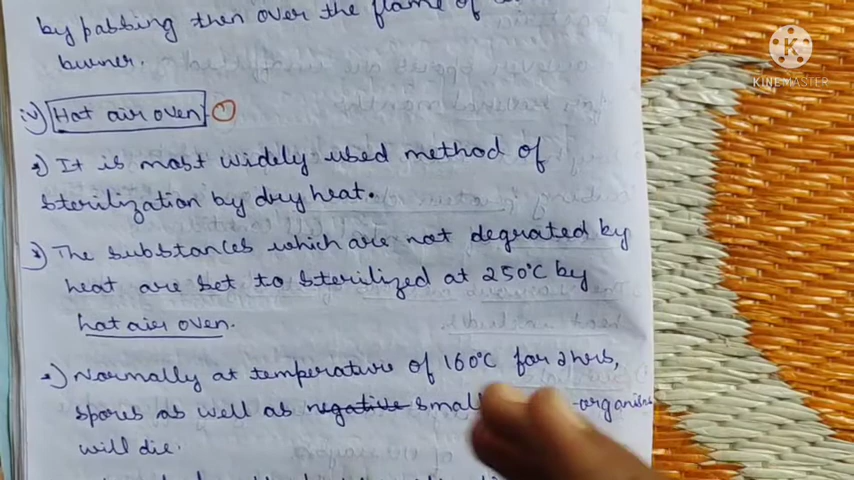 by passing then over the flame of
burner.
iv) Hot air oven 1
*) It is most widely used method of
sterilization by dry heat.
*) The substances which are not degrated by
heat are set to sterilized at 250°C by
hot air oven.
*) Normally at temperature of 160°C for 2 hrs,
spores as well as negative small -organisms
will die.
KINEMASTER